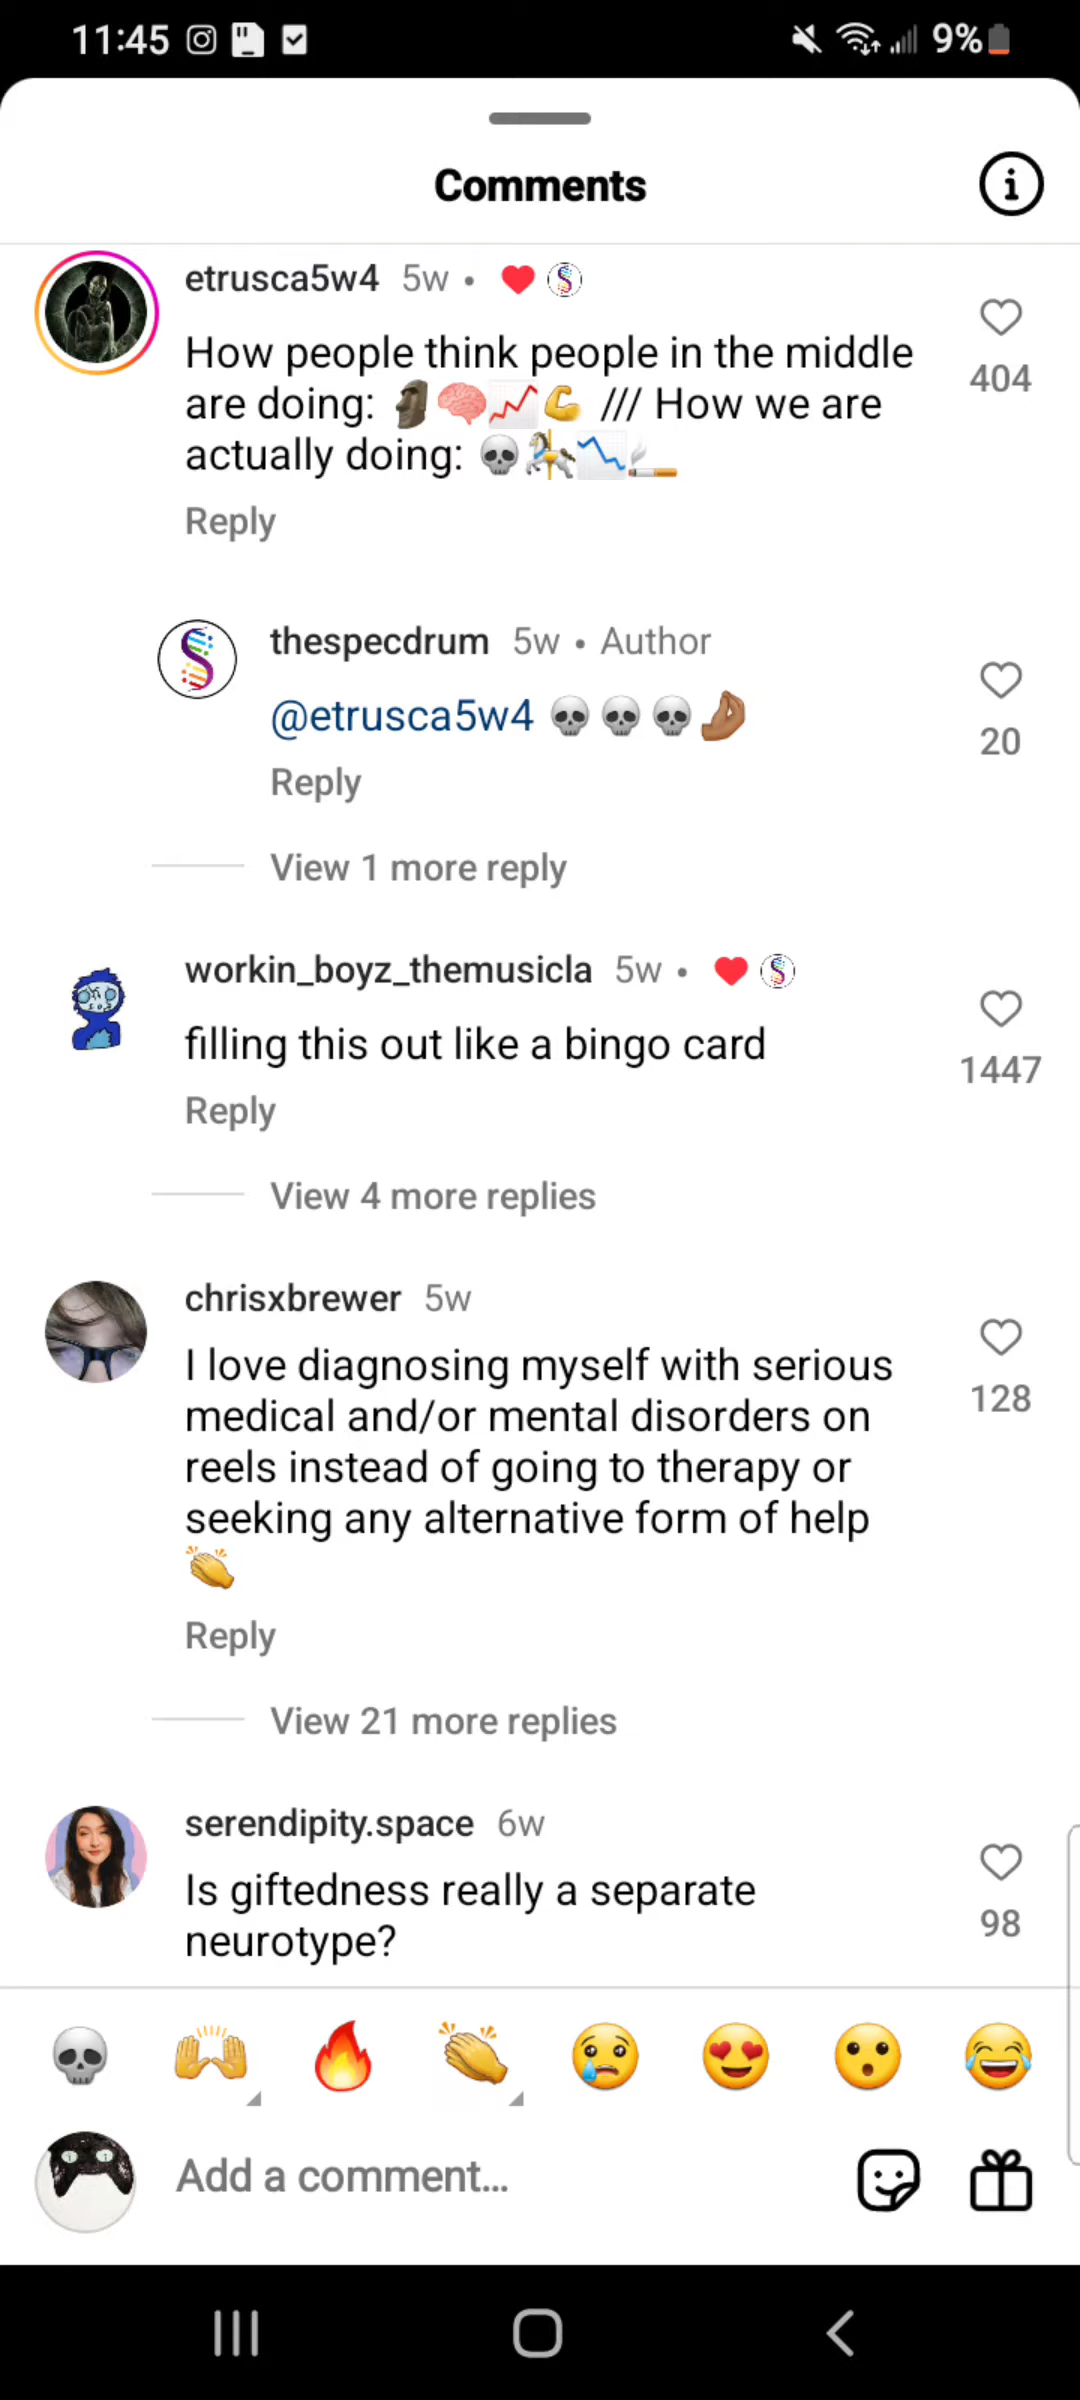 11:45 9%
Comments
etrusca5w4 5w •
How people think people in the middle
are doing: 🗿🧠📈💪 /// How we are
actually doing: 💀🎠📉🚬
404
Reply
thespecdrum 5w • Author
@etrusca5w4 💀💀💀🤌🏾
20
Reply
View 1 more reply
workin_boyz_themusicla 5w •
filling this out like a bingo card
1447
Reply
View 4 more replies
chrisxbrewer 5w
I love diagnosing myself with serious
medical and/or mental disorders on
reels instead of going to therapy or
seeking any alternative form of help
👏
128
Reply
View 21 more replies
serendipity.space 6w
Is giftedness really a separate
neurotype?
98
Add a comment...